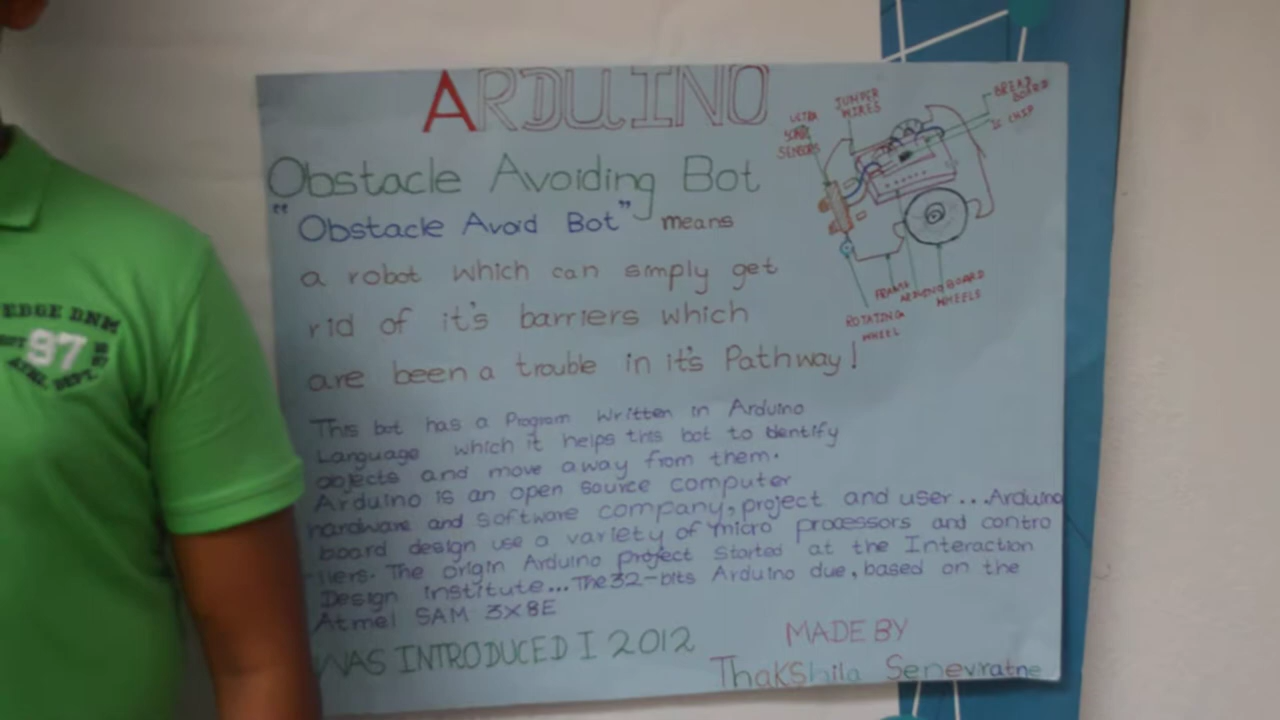 ARDUINO
Obstacle Avoiding Bot
"Obstacle Avoid Bot" means
a robot which can simply get
rid of it's barriers which
are been a trouble in it's Pathway!
This bot has a Program Written in Arduino
Language which it helps this bot to identify
objects and move away from them.
Arduino is an open source computer
hardware and software company, project and user...Arduino
board design use a variety of micro processors and contro
llers. The origin Arduino project started at the Interaction
Design institute...The 32-bits Arduino due, based on the
Atmel SAM 3X8E
WAS INTRODUCED I 2012
MADE BY
Thakshila Senevratne
ULTRA
SONIC
SENSORS
JUMPER
WIRES
BREAD
BOARD
IC CHIP
FRAME
ARDUINO BOARD
WHEELS
ROTATING
WHEEL
EDGE DNM
97